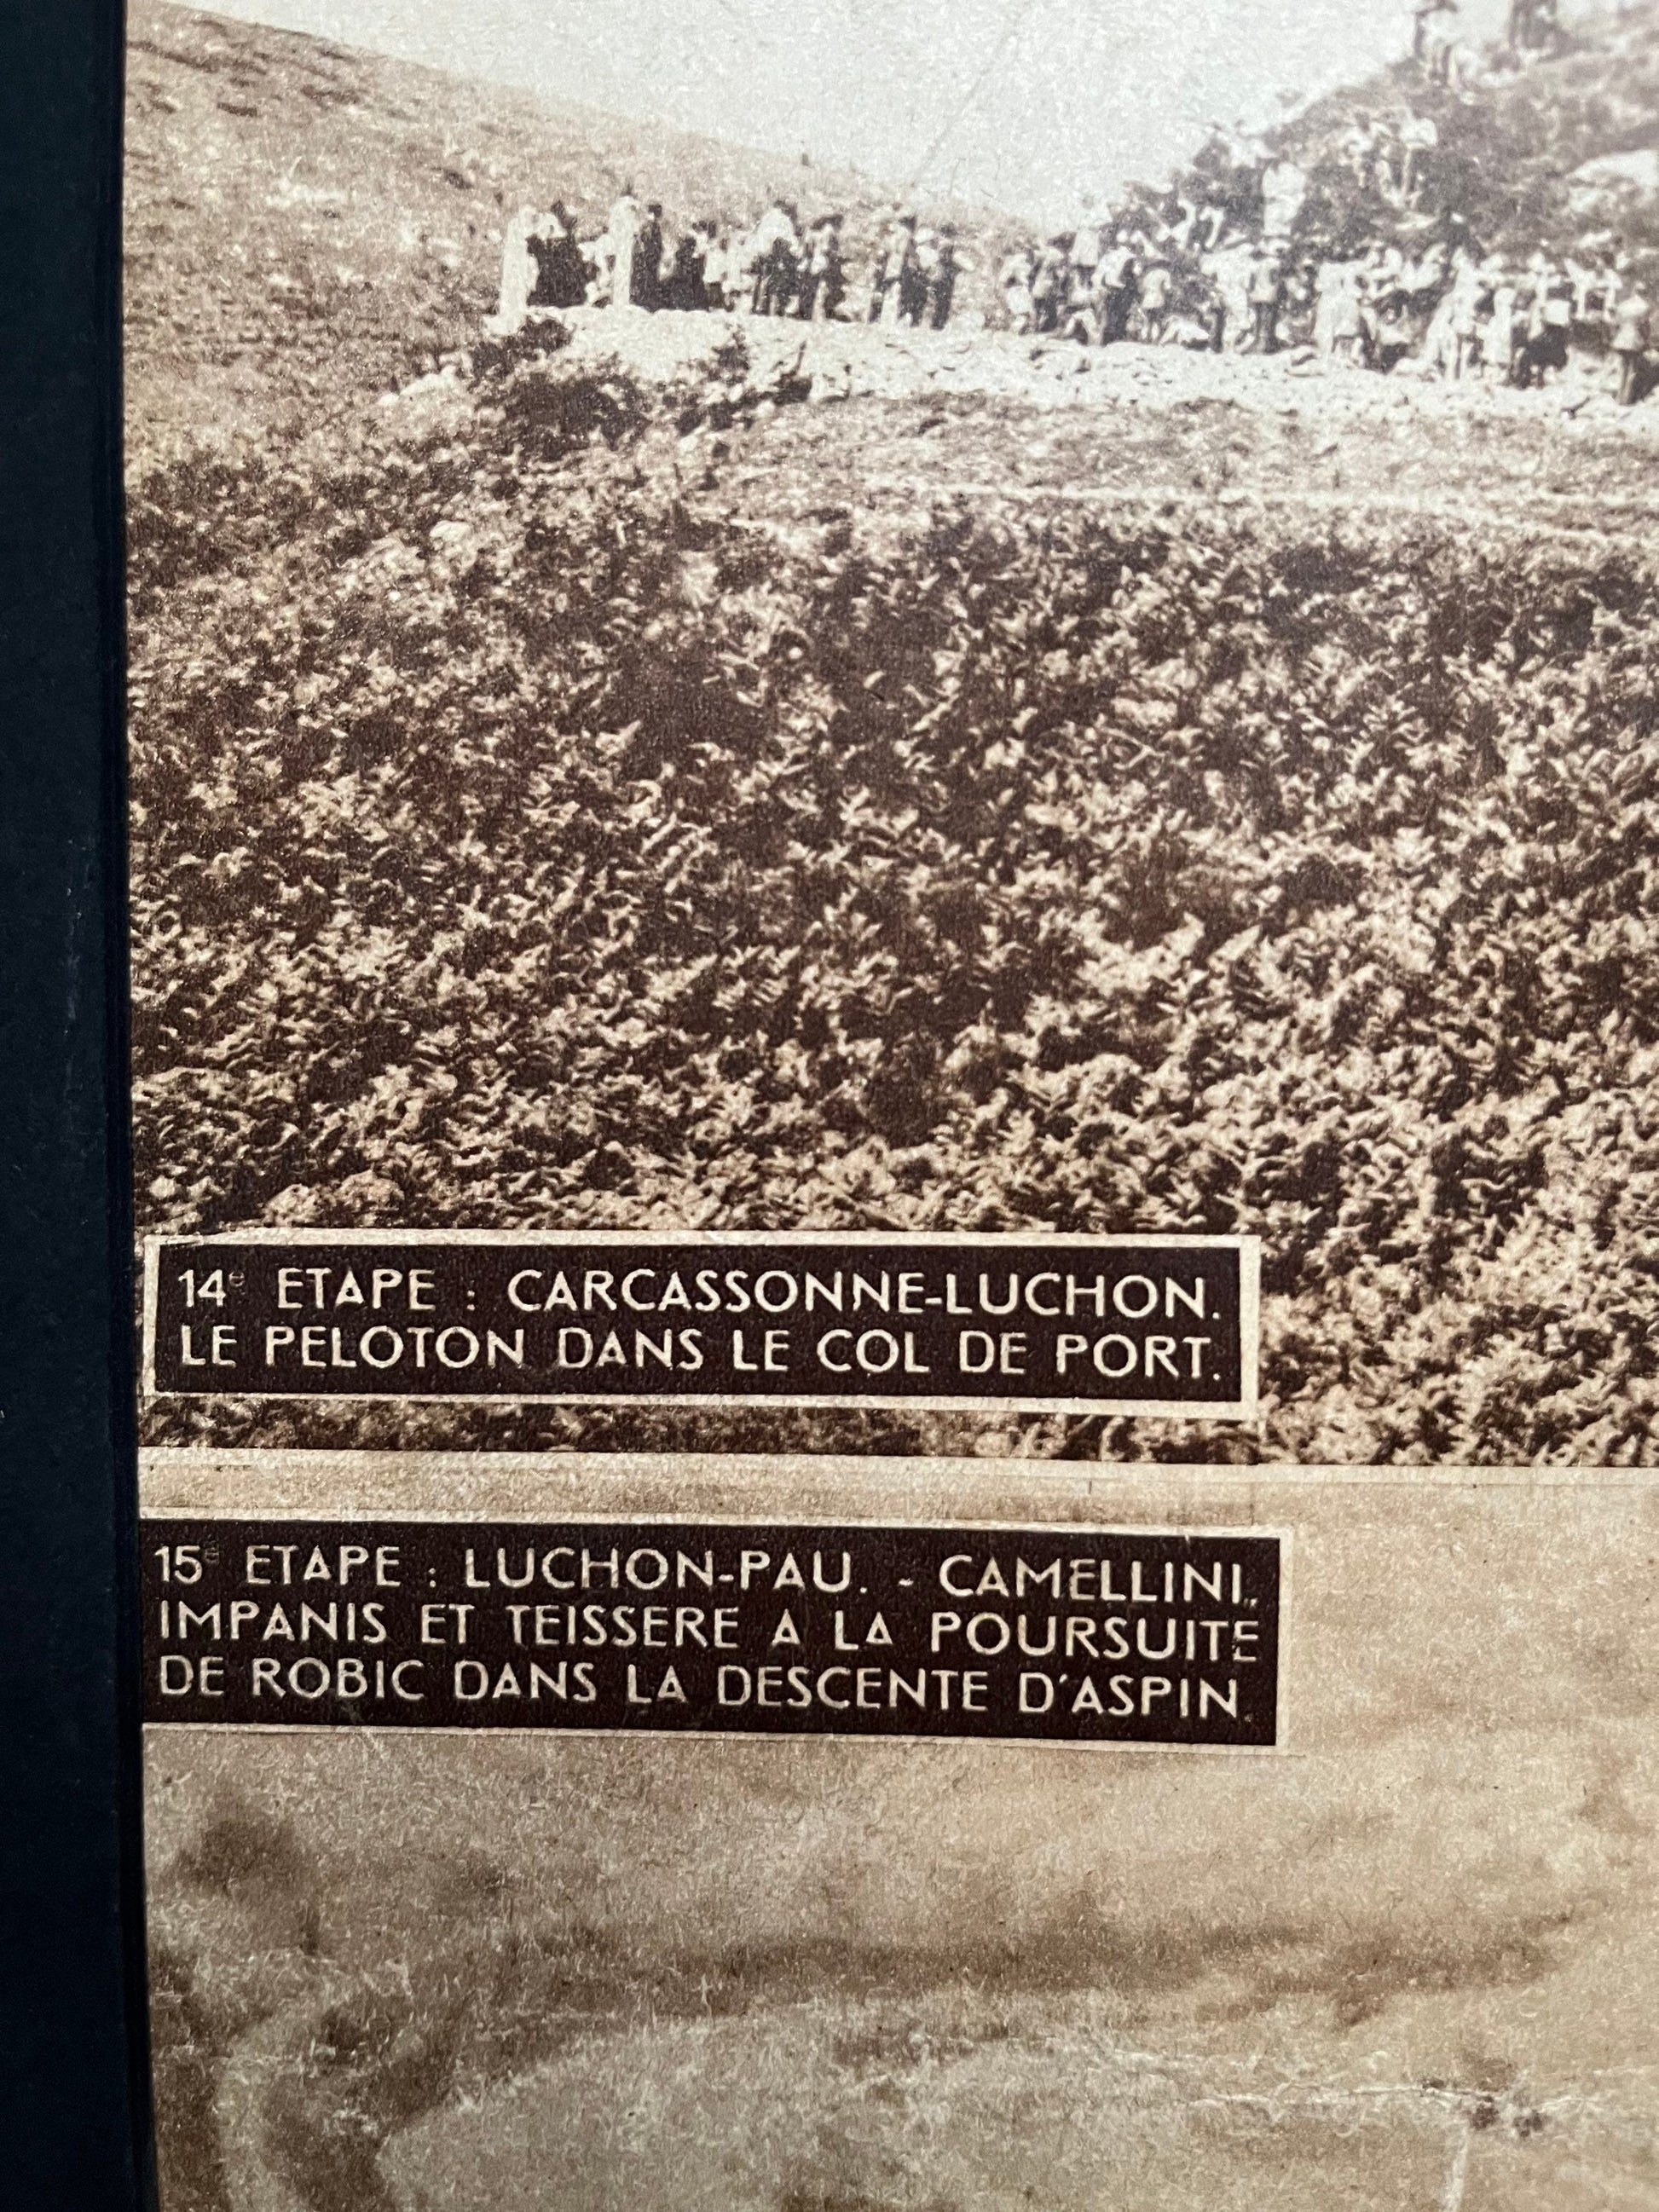 14e ETAPE : CARCASSONNE-LUCHON.
LE PELOTON DANS LE COL DE PORT.
15e ETAPE : LUCHON-PAU. - CAMELLINI,
IMPANIS ET TEISSERE A LA POURSUITE
DE ROBIC DANS LA DESCENTE D'ASPIN.